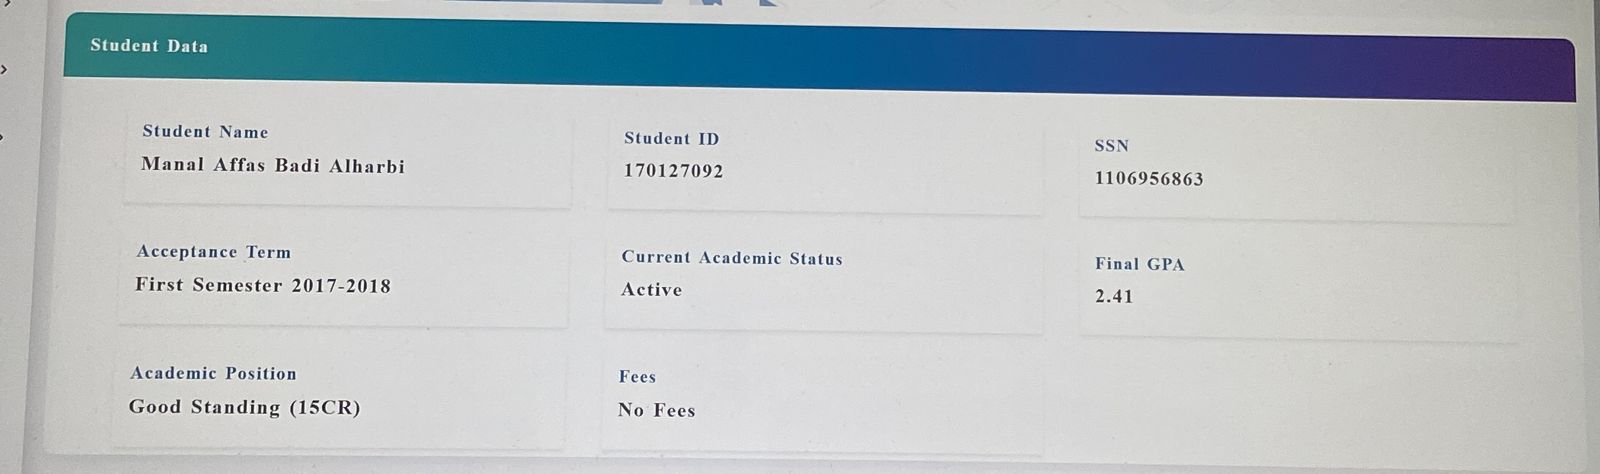 Student Data
Student Name
Manal Affas Badi Alharbi
Student ID
170127092
SSN
1106956863
Acceptance Term
First Semester 2017-2018
Current Academic Status
Active
Final GPA
2.41
Academic Position
Good Standing (15CR)
Fees
No Fees